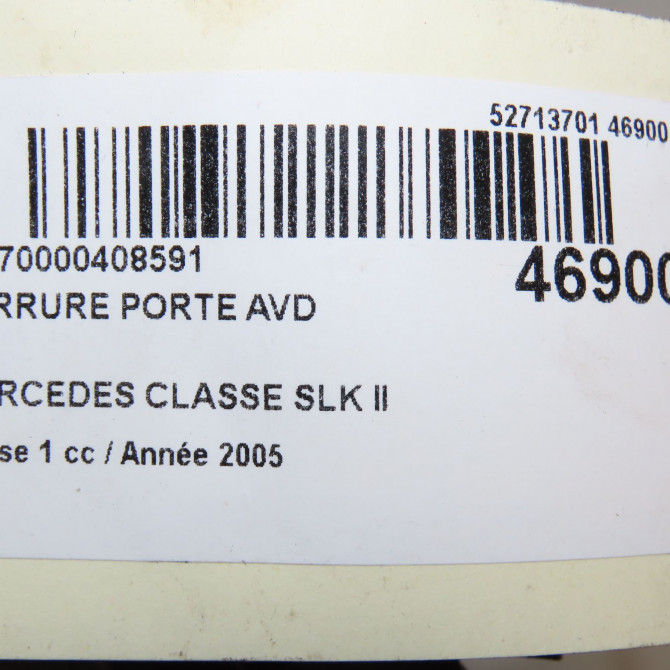 52713701 46900
70000408591
46900
RRURE PORTE AVD
RCEDES CLASSE SLK II
se 1 cc / Année 2005